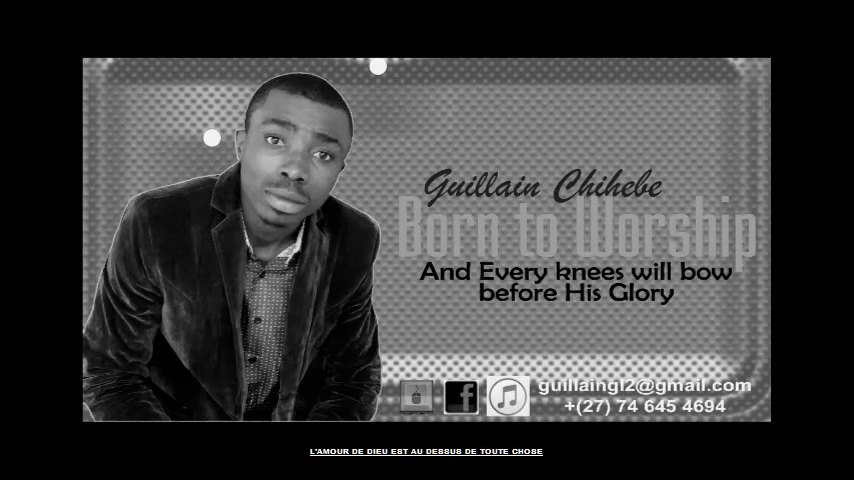 Guillain Chihebe
Born to Worship
And Every knees will bow
before His Glory
guillaingl2@gmail.com
+(27) 74 645 4694
L'AMOUR DE DIEU EST AU DESSUS DE TOUTE CHOSE